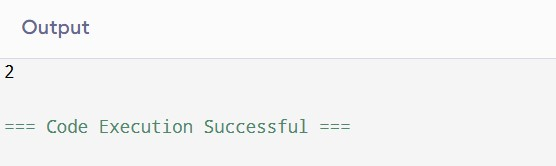 Output
2
=== Code Execution Successful ===